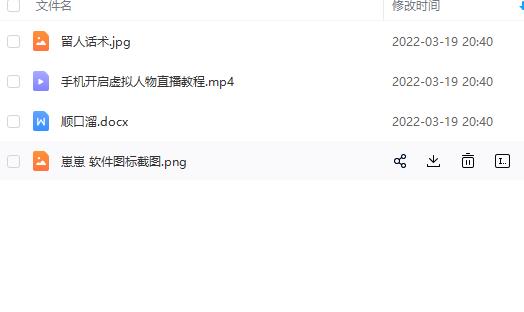 文件名 修改时间
留人话术.jpg 2022-03-19 20:40
手机开启虚拟人物直播教程.mp4 2022-03-19 20:40
顺口溜.docx 2022-03-19 20:40
崽崽 软件图标截图.png